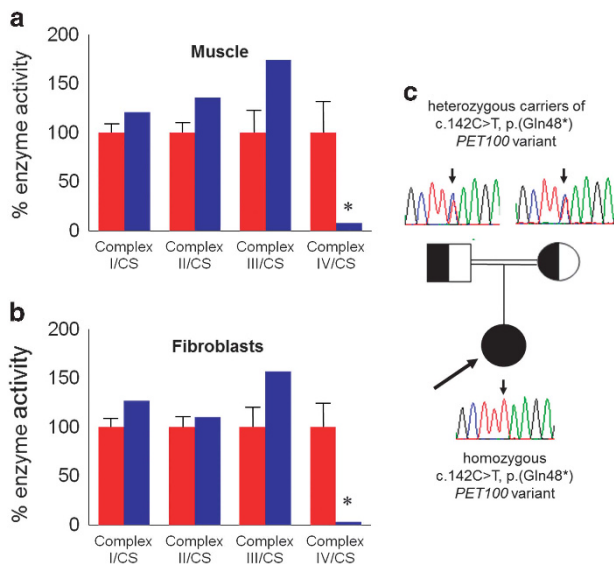 a
200
150
100
50
0
% enzyme activity
Muscle
*
Complex I/CS
Complex II/CS
Complex III/CS
Complex IV/CS
b
200
150
100
50
0
% enzyme activity
Fibroblasts
*
Complex I/CS
Complex II/CS
Complex III/CS
Complex IV/CS
c
heterozygous carriers of
c.142C>T, p.(Gln48*)
PET100 variant
homozygous
c.142C>T, p.(Gln48*)
PET100 variant